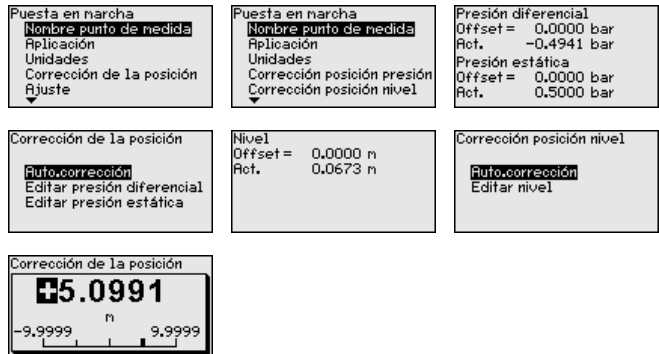 Puesta en marcha
Nombre punto de medida
Aplicación
Unidades
Corrección de la posición
Ajuste
Puesta en marcha
Nombre punto de medida
Aplicación
Unidades
Corrección posición presión
Corrección posición nivel
Presión diferencial
Offset = 0.0000 bar
Act. -0.4941 bar
Presión estática
Offset = 0.0000 bar
Act. 0.5000 bar
Corrección de la posición
Auto.corrección
Editar presión diferencial
Editar presión estática
Nivel
Offset = 0.0000 m
Act. 0.0673 m
Corrección posición nivel
Auto.corrección
Editar nivel
Corrección de la posición
+5.0991
m
-9.9999 9.9999